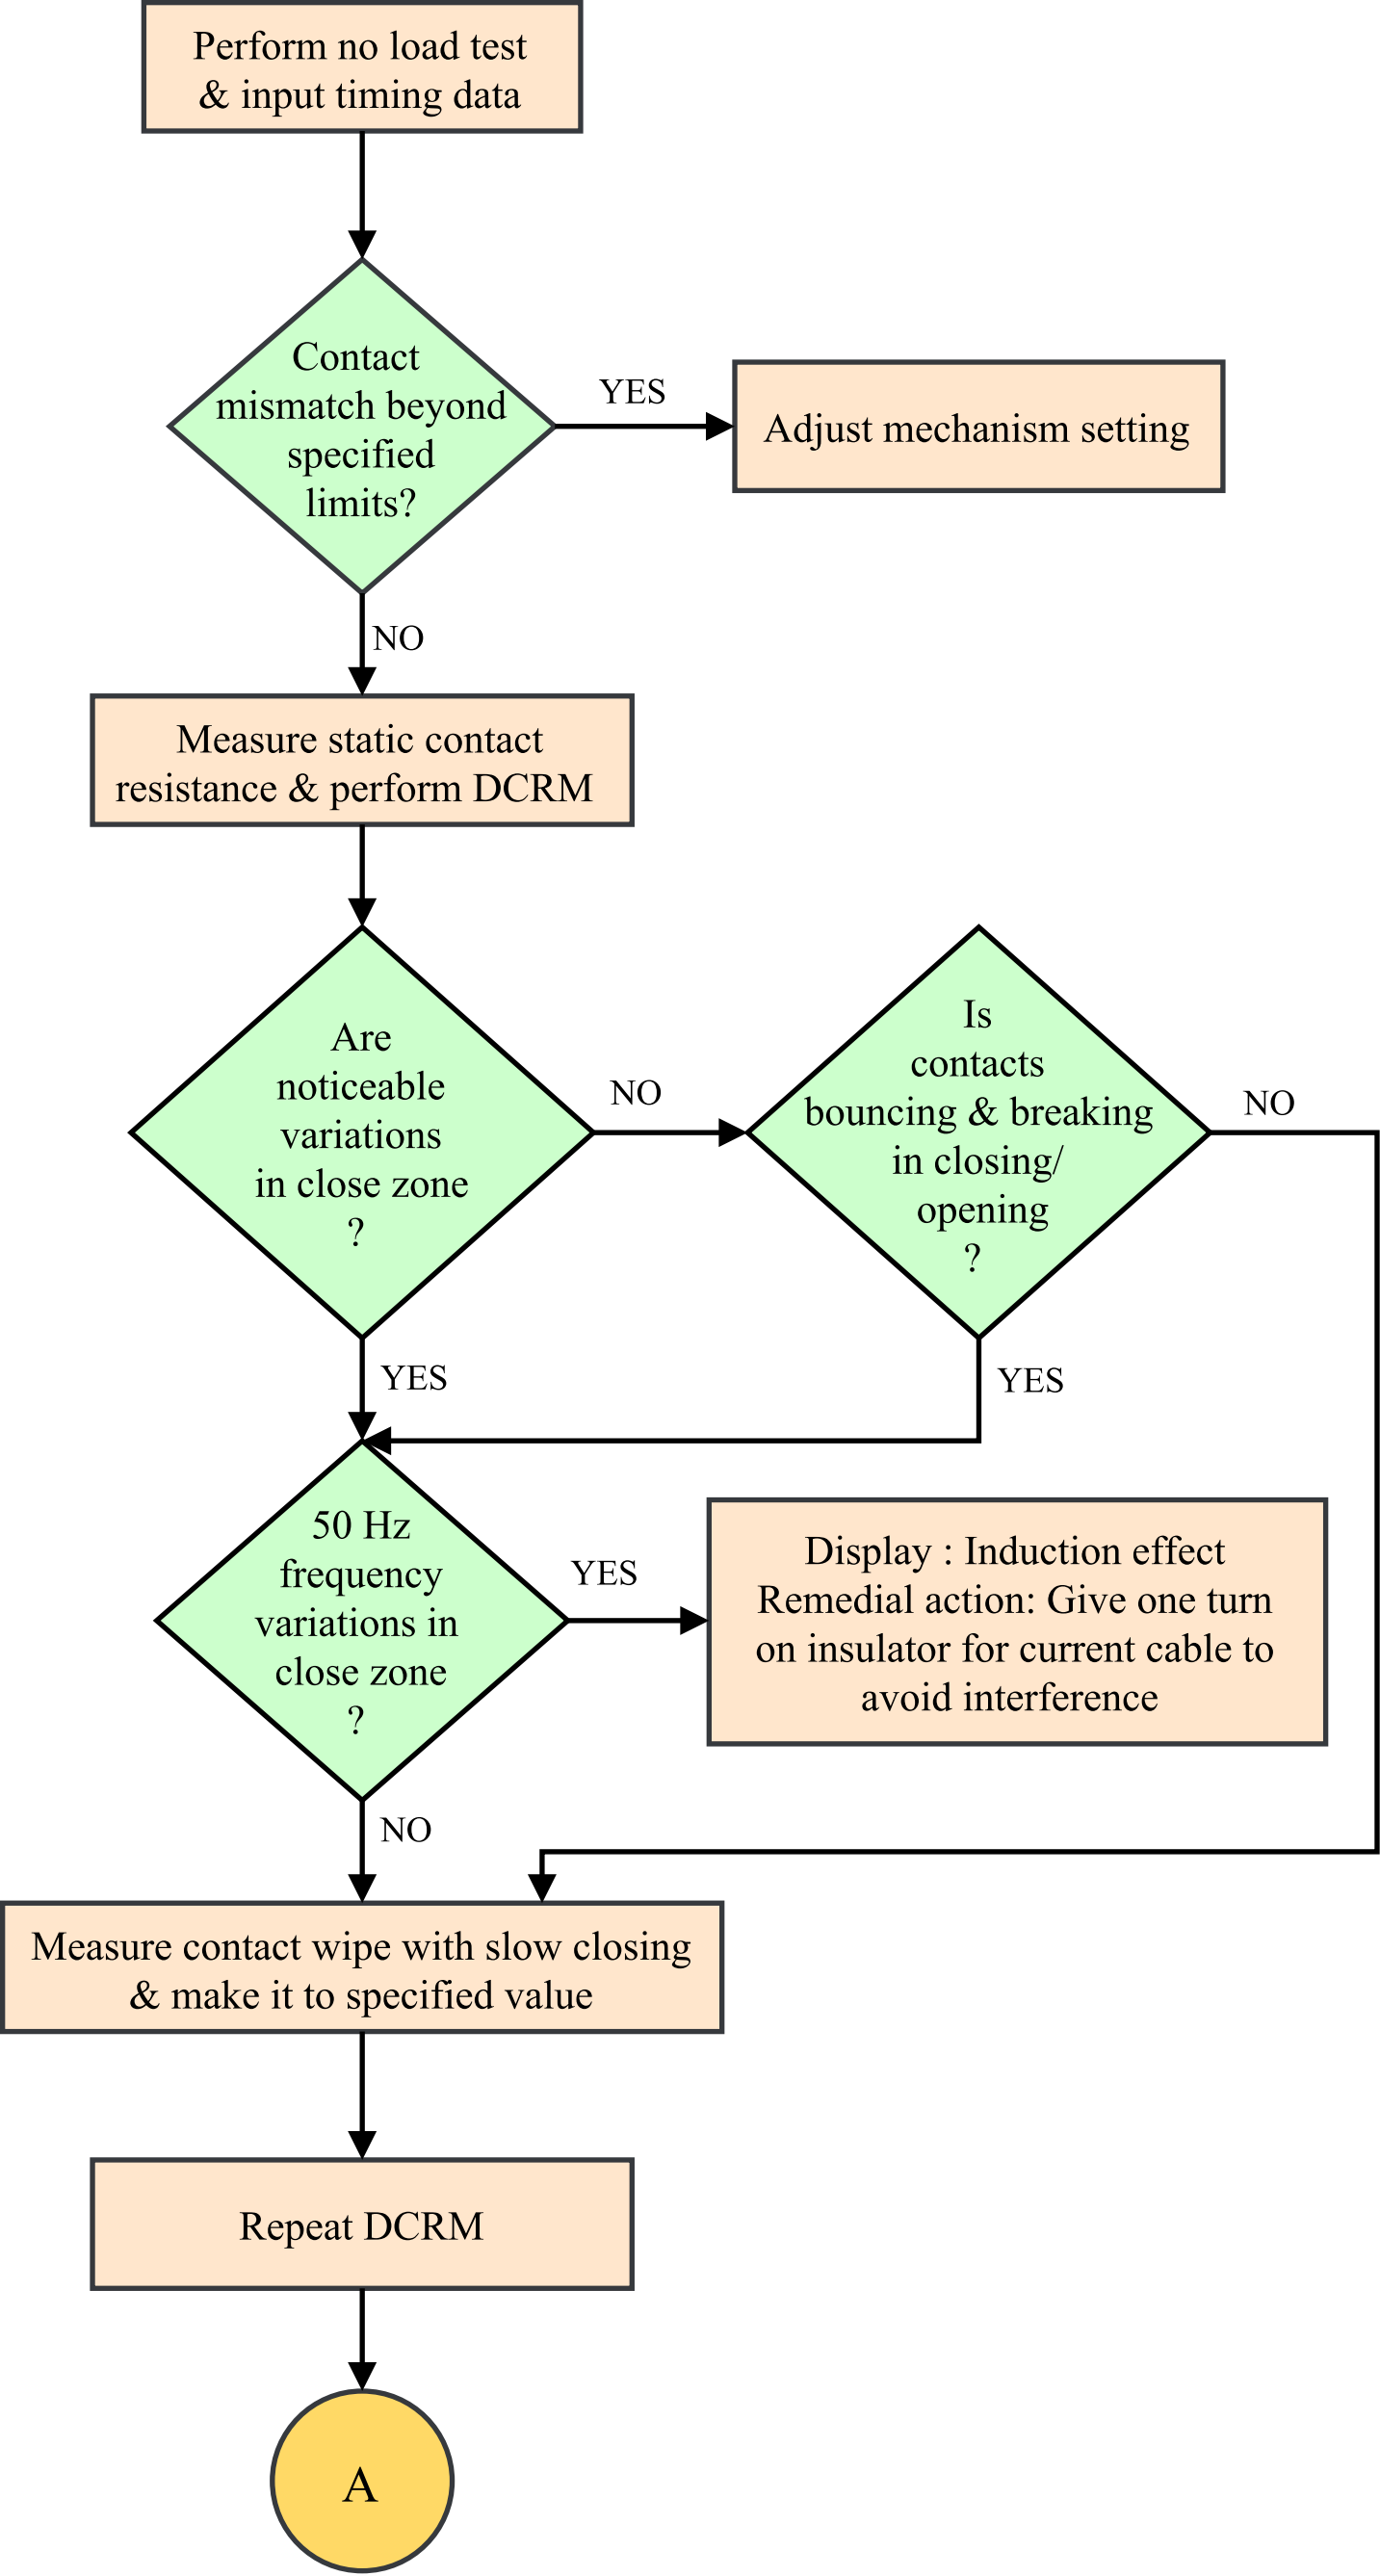 Perform no load test
& input timing data
Contact
mismatch beyond
specified
limits?
YES
Adjust mechanism setting
NO
Measure static contact
resistance & perform DCRM
Are
noticeable
variations
in close zone
?
NO
Is
contacts
bouncing & breaking
in closing/
opening
?
NO
YES
YES
50 Hz
frequency
variations in
close zone
?
YES
Display : Induction effect
Remedial action: Give one turn
on insulator for current cable to
avoid interference
NO
Measure contact wipe with slow closing
& make it to specified value
Repeat DCRM
A